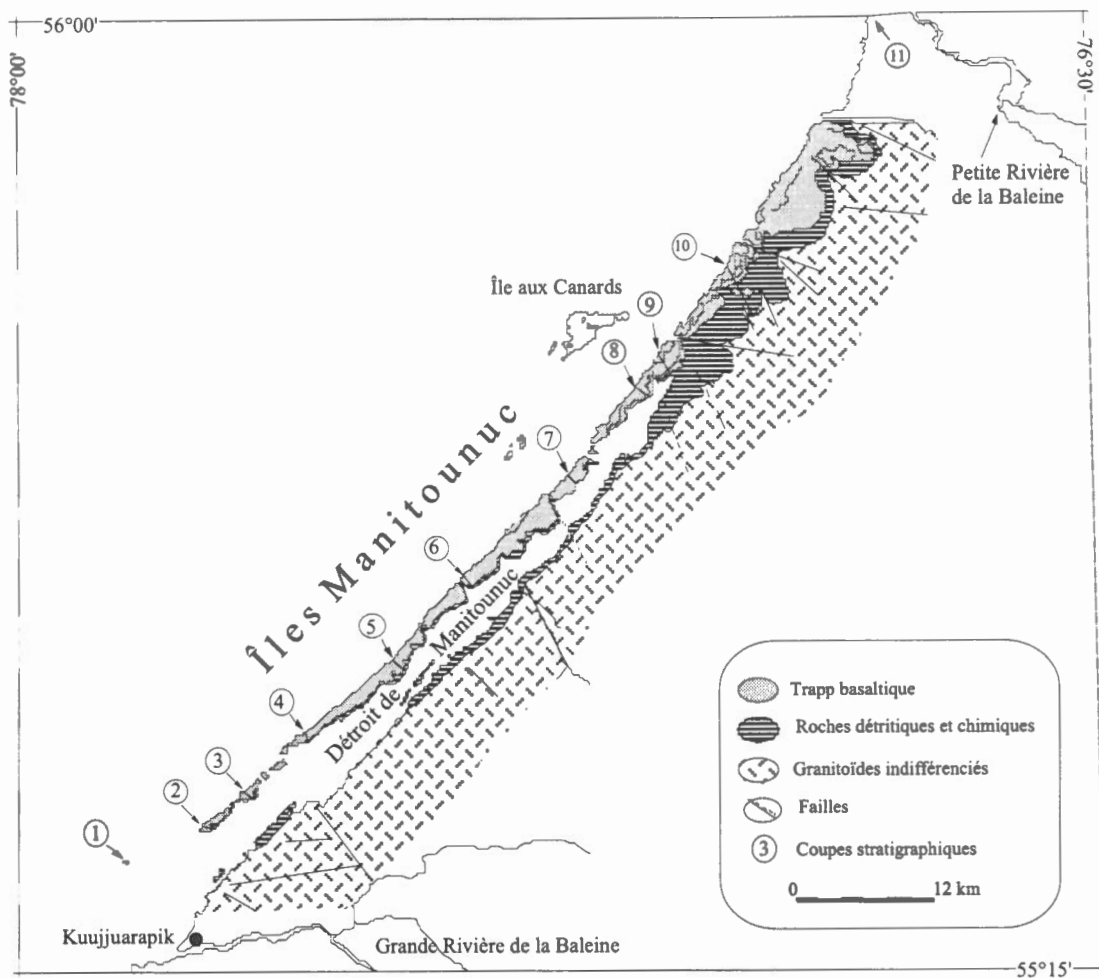 56°00'
78°00'
76°30'
11
Petite Rivière
de la Baleine
10
Île aux Canards
9
8
7
Îles Manitounuc
6
5
Détroit de Manitounuc
4
3
2
1
Trapp basaltique
Roches détritiques et chimiques
Granitoïdes indifférenciés
Failles
3 Coupes stratigraphiques
0 12 km
Kuujjuarapik
Grande Rivière de la Baleine
55°15'